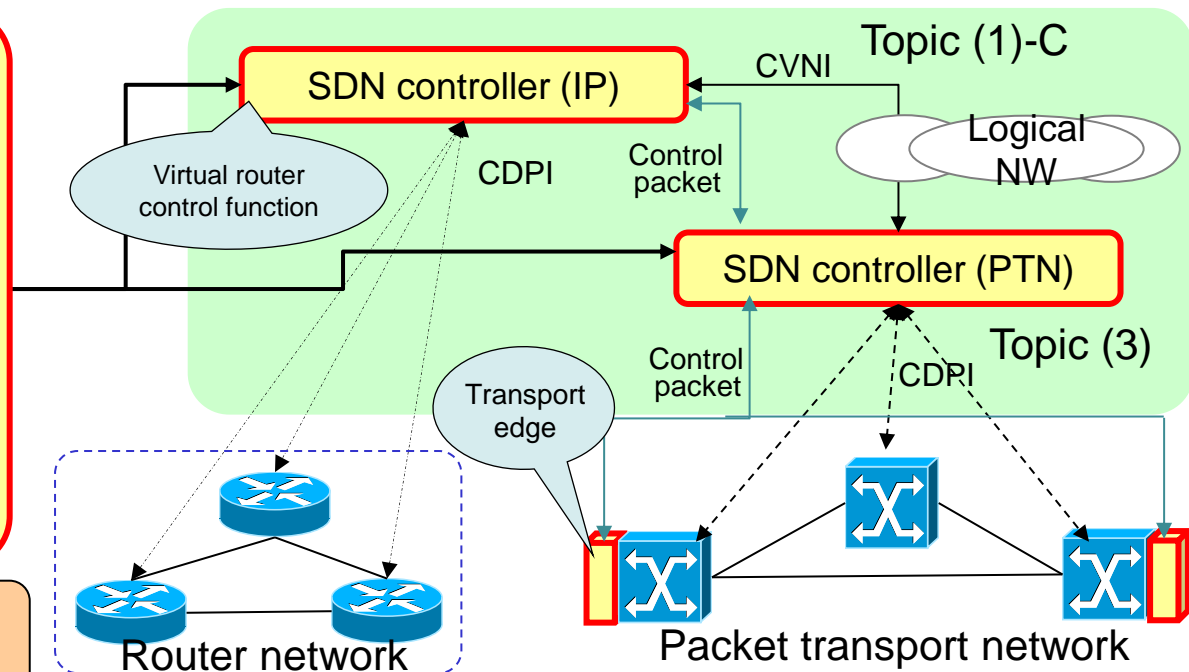 Topic (1)-C
SDN controller (IP)
CVNI
Logical
NW
Control
packet
Virtual router
control function
CDPI
SDN controller (PTN)
Topic (3)
Control
packet
CDPI
Transport
edge
Router network
Packet transport network